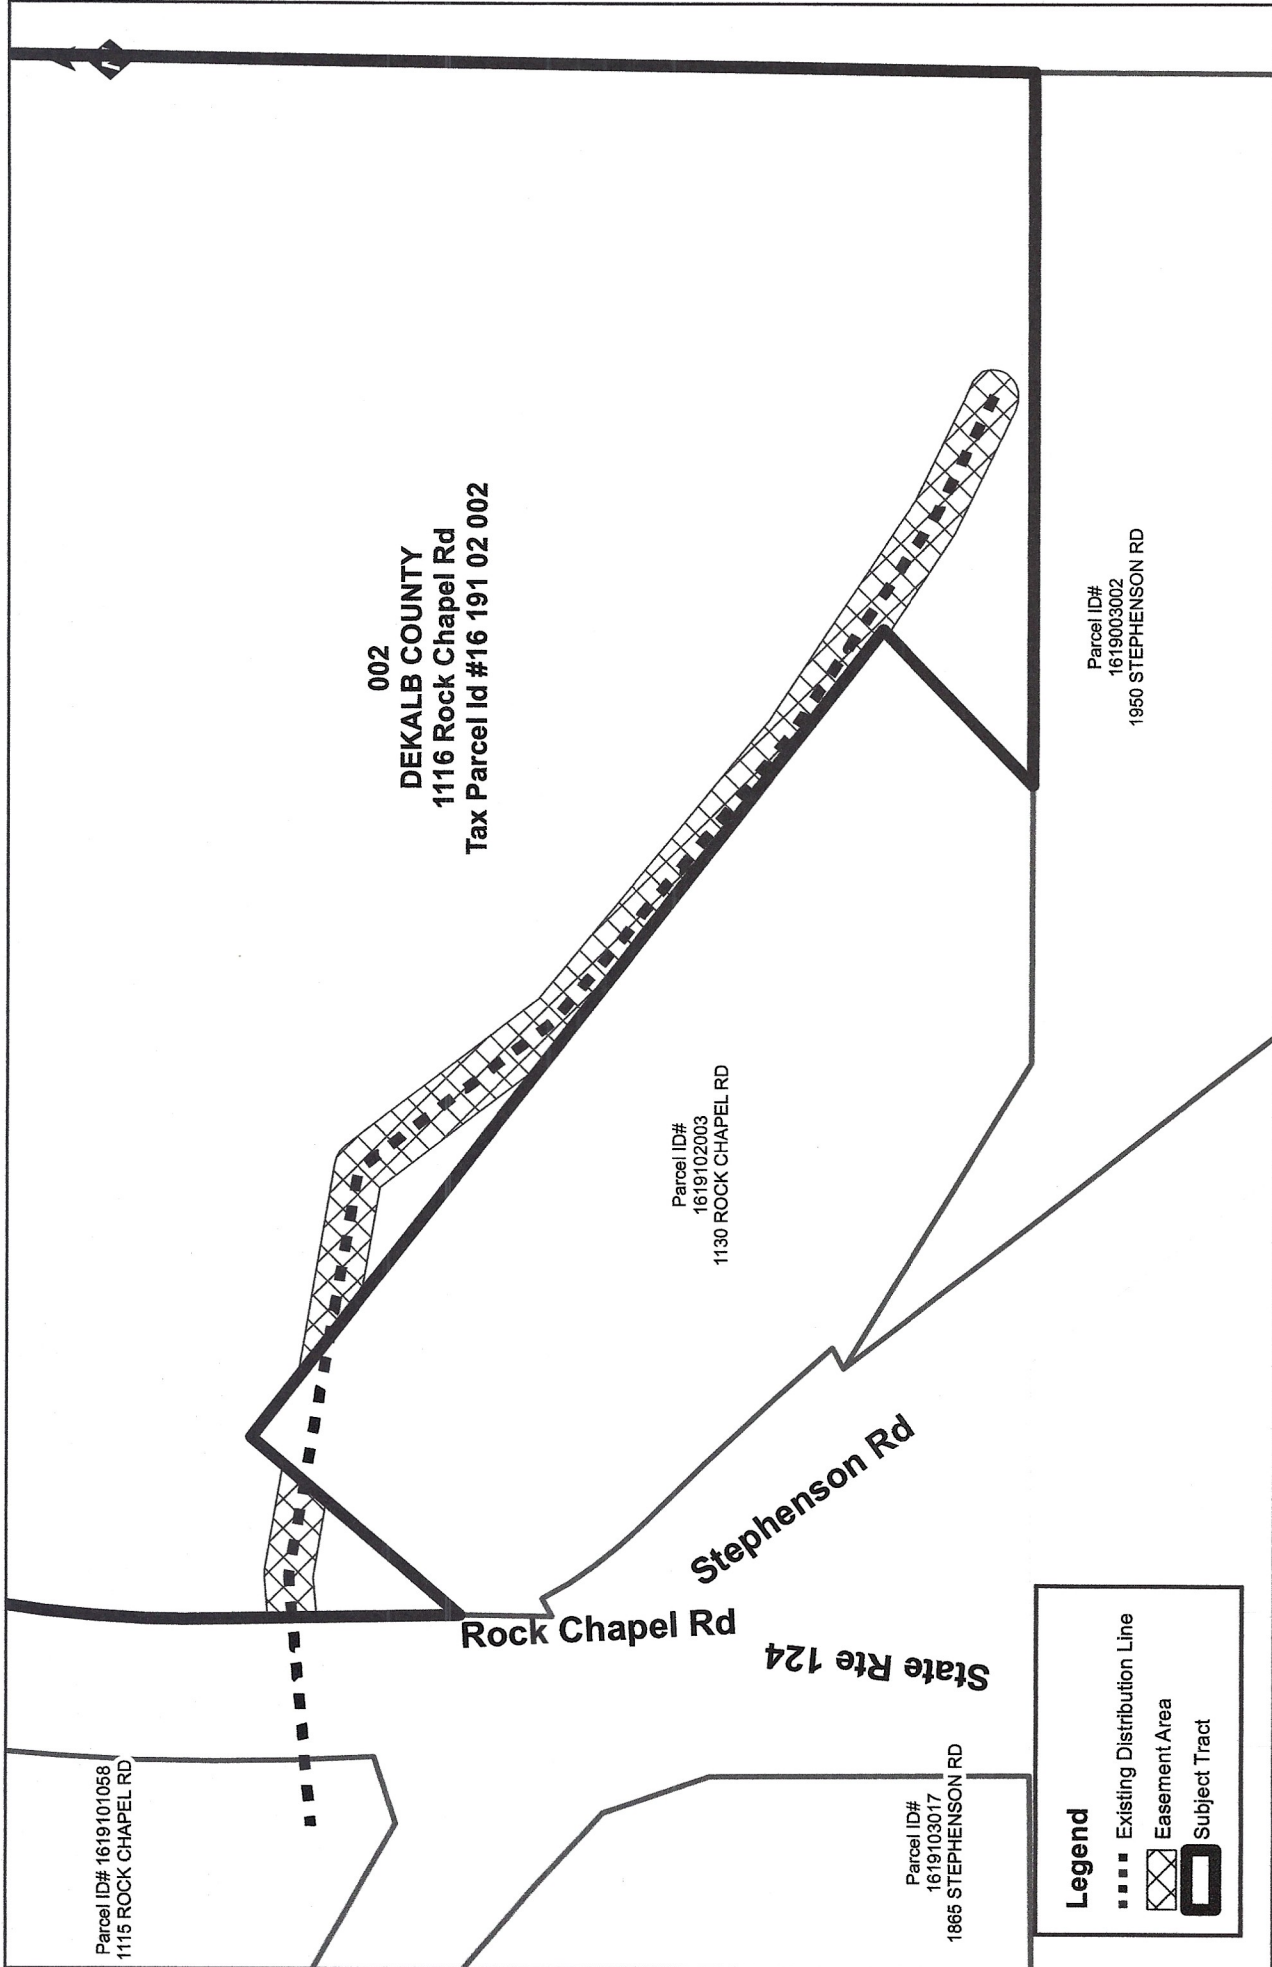 Parcel ID# 1619101058
1115 ROCK CHAPEL RD
002
DEKALB COUNTY
1116 Rock Chapel Rd
Tax Parcel Id #16 191 02 002
Parcel ID#
1619102003
1130 ROCK CHAPEL RD
Rock Chapel Rd
Stephenson Rd
State Rte 124
Parcel ID#
1619103017
1865 STEPHENSON RD
Parcel ID#
1619003002
1950 STEPHENSON RD
Legend
Existing Distribution Line
Easement Area
Subject Tract